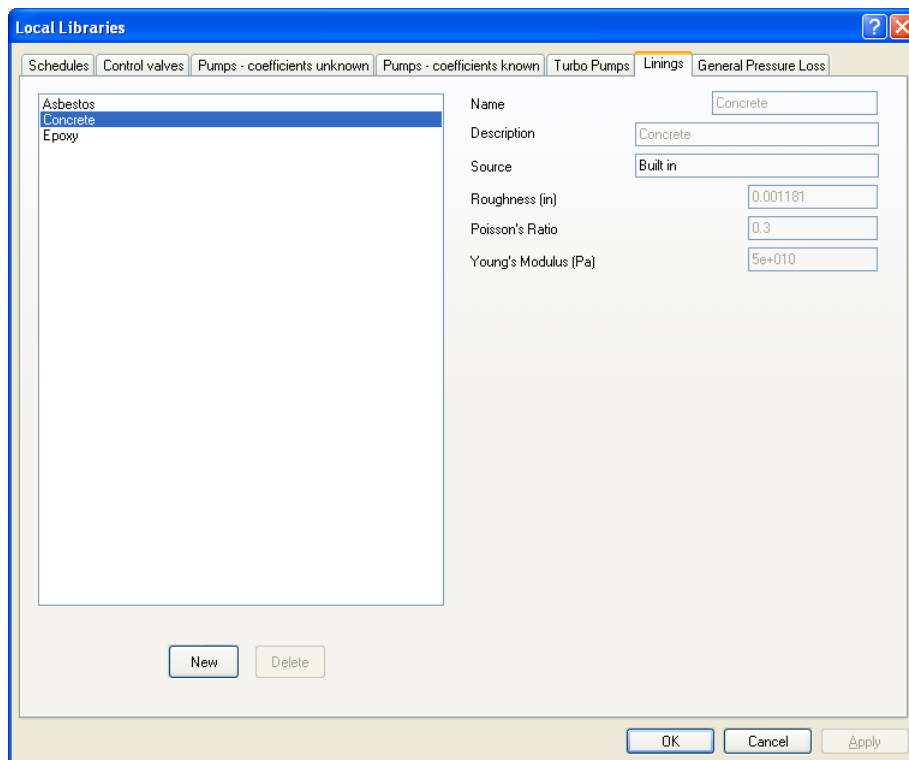 Local Libraries
Schedules Control valves Pumps - coefficients unknown Pumps - coefficients known Turbo Pumps Linings General Pressure Loss
Asbestos
Concrete
Epoxy
Name Concrete
Description Concrete
Source Built in
Roughness (in) 0.001181
Poisson's Ratio 0.3
Young's Modulus (Pa) 5e+010
New Delete
OK Cancel Apply